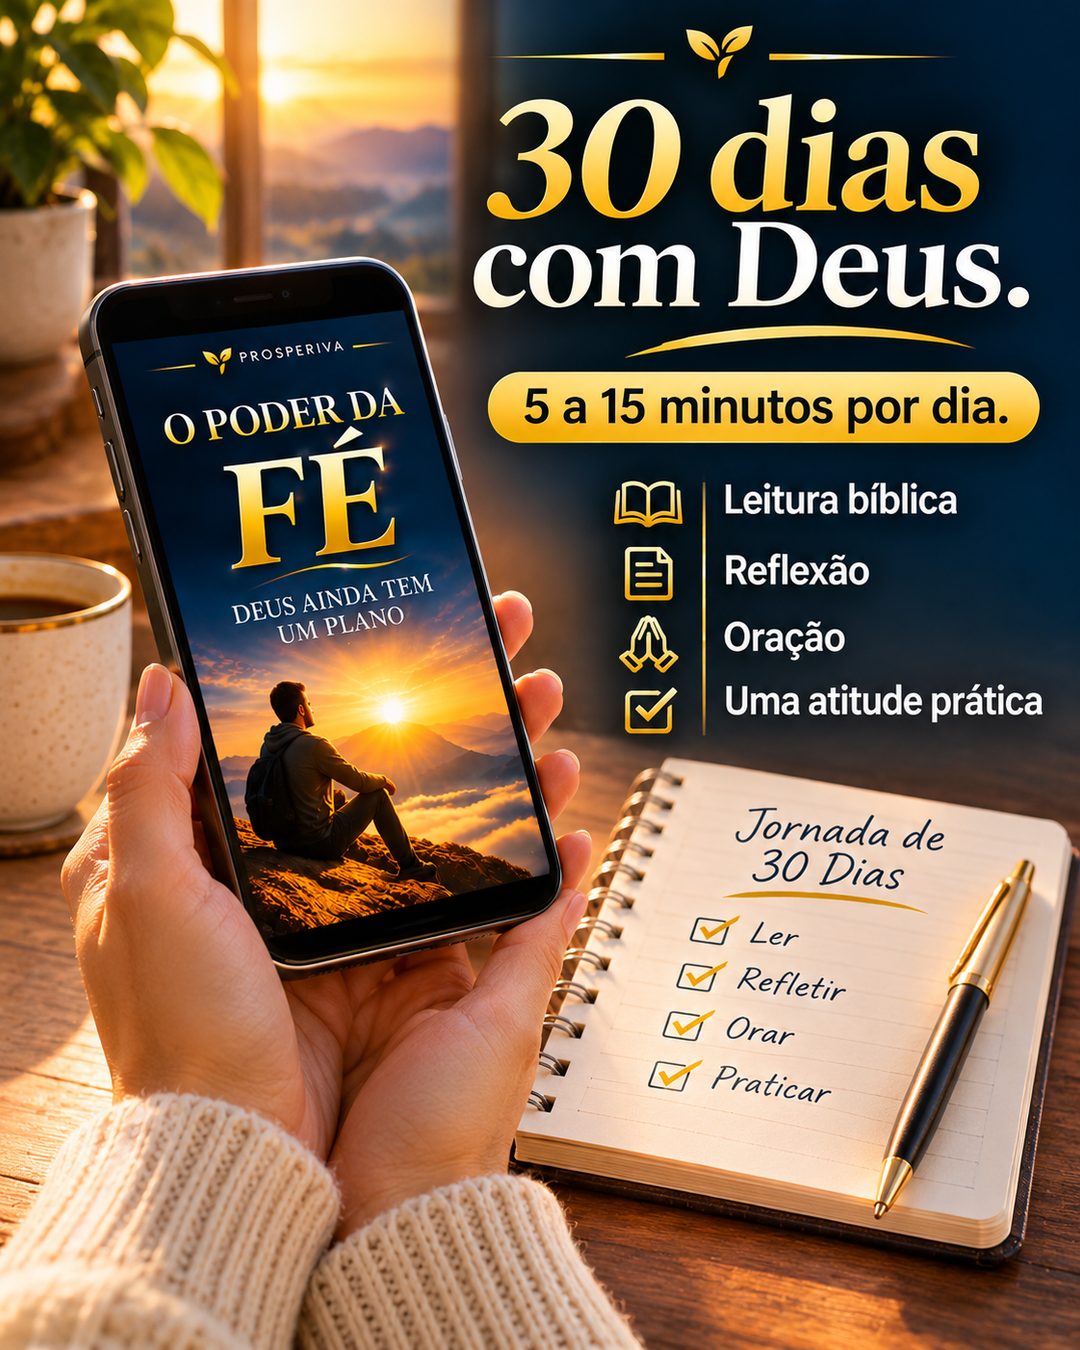 30 dias
com Deus.
5 a 15 minutos por dia.
Leitura bíblica
Reflexão
Oração
Uma atitude prática
PROSPERIVA
O PODER DA
FÉ
DEUS AINDA TEM
UM PLANO
Jornada de
30 Dias
Ler
Refletir
Orar
Praticar